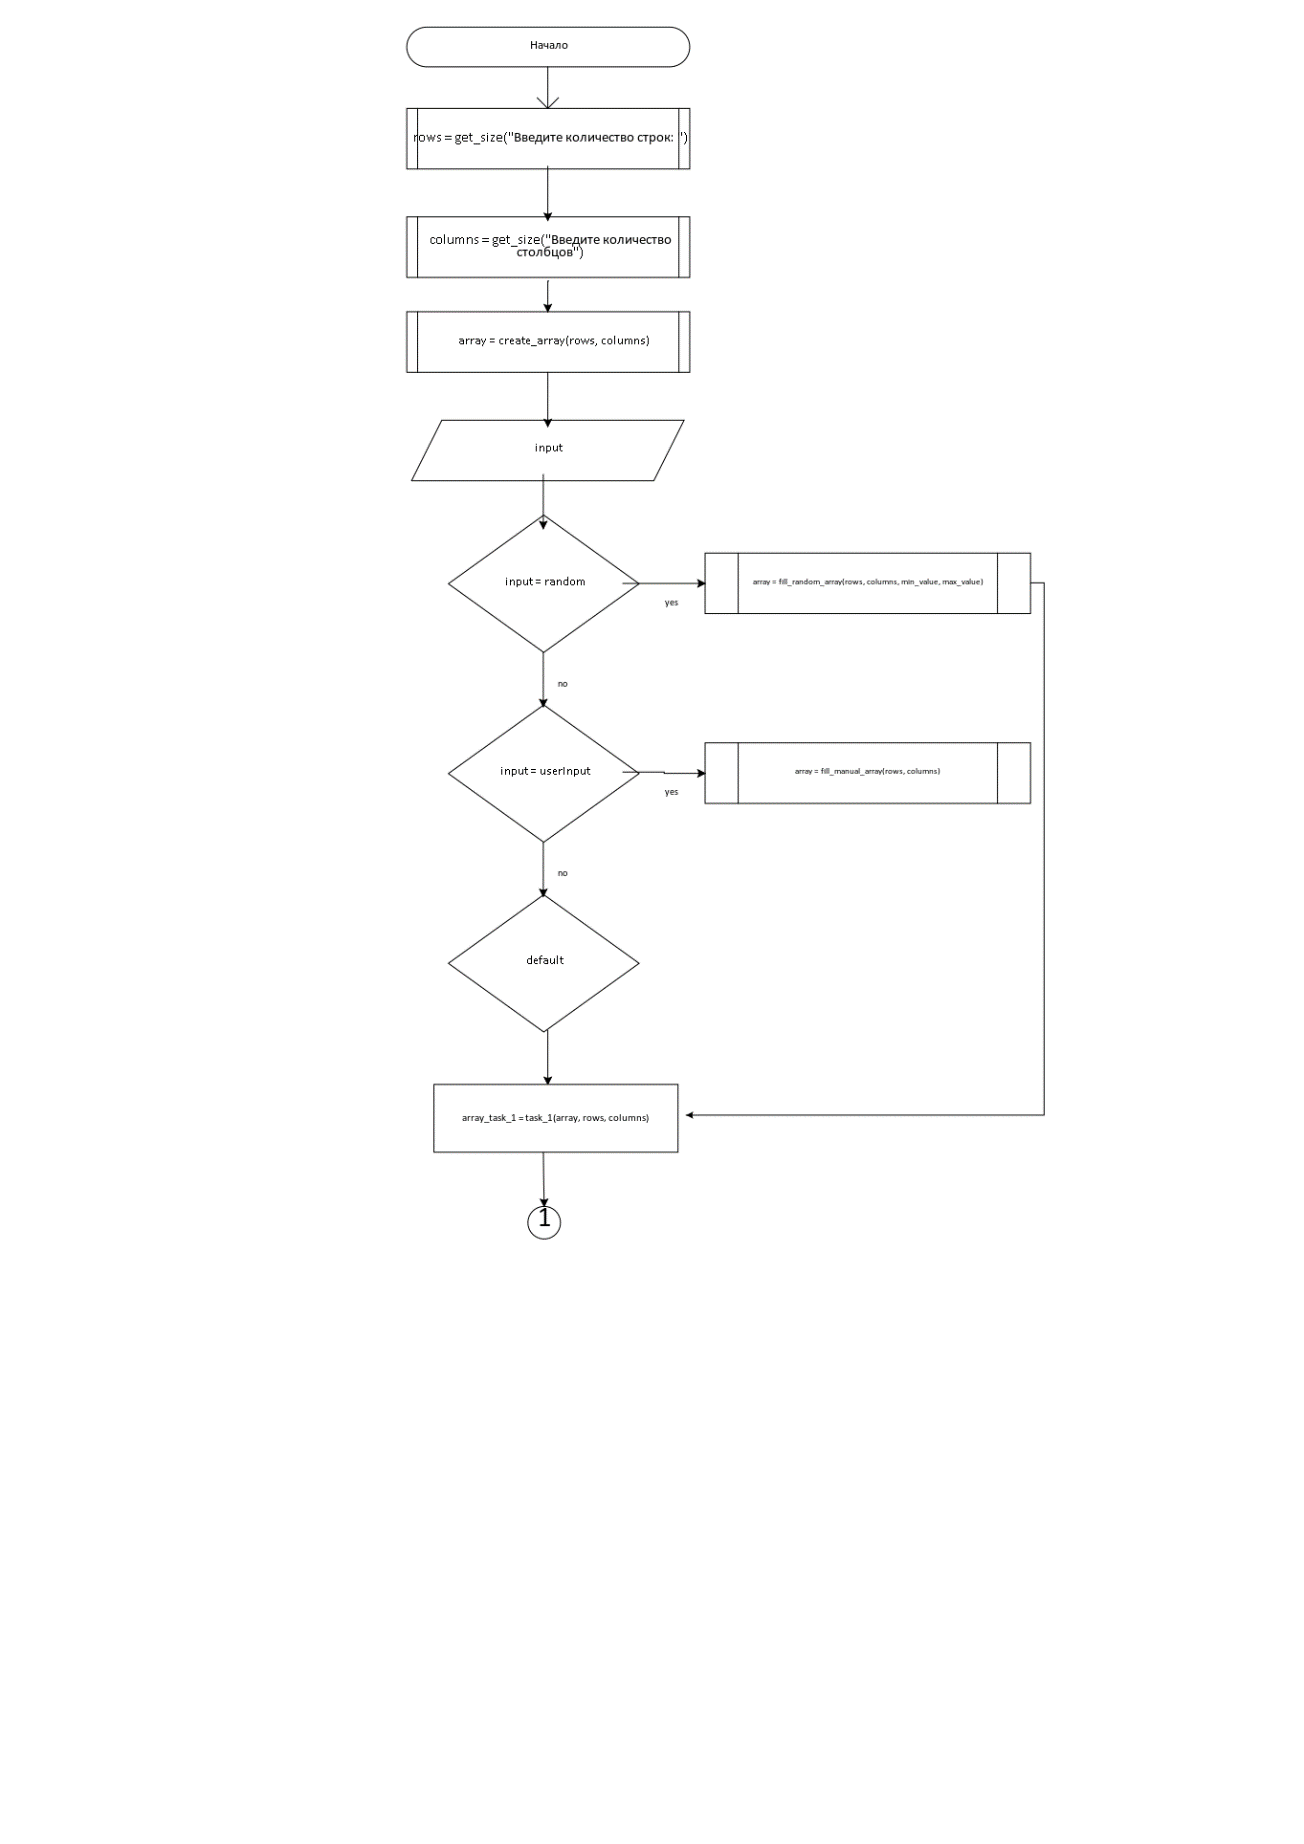 Начало
rows = get_size("Введите количество строк: ")
columns = get_size("Введите количество
столбцов")
array = create_array(rows, columns)
input
input = random
yes
array = fill_random_array(rows, columns, min_value, max_value)
no
input = userInput
yes
array = fill_manual_array(rows, columns)
no
default
array_task_1 = task_1(array, rows, columns)
1